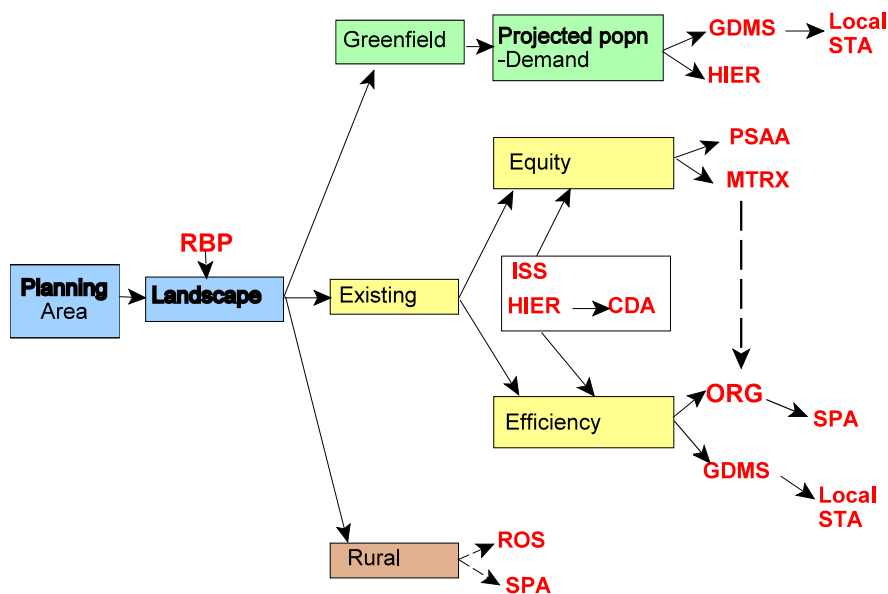 Greenfield
Projected popn
-Demand
GDMS
Local
STA
HIER
PSAA
Equity
MTRX
RBP
ISS
Planning
Area
Landscape
Existing
HIER
CDA
ORG
Efficiency
SPA
GDMS
Local
STA
ROS
Rural
SPA